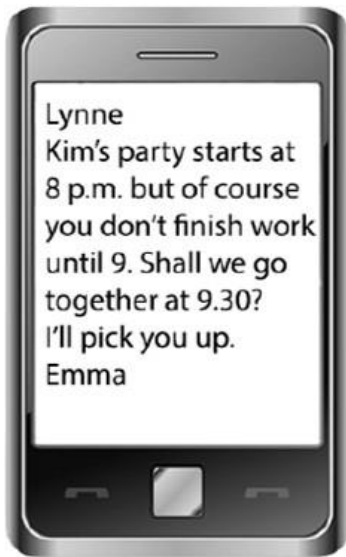 Lynne
Kim's party starts at
8 p.m. but of course
you don't finish work
until 9. Shall we go
together at 9.30?
I'll pick you up.
Emma